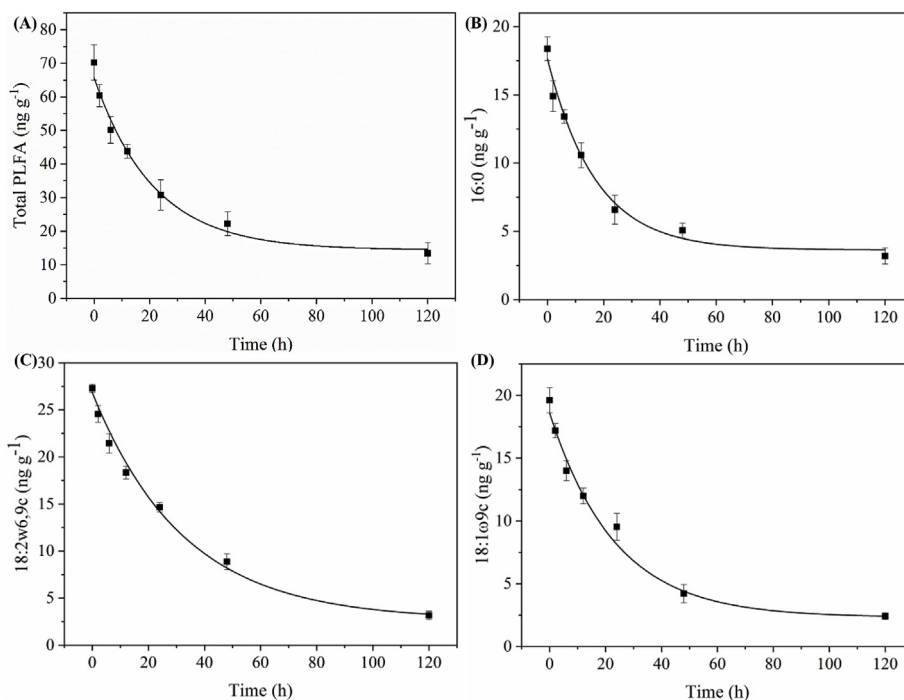 (A)
Total PLFA (ng g-1)
80
70
60
50
40
30
20
10
0
0 20 40 60 80 100 120
Time (h)
(B)
16:0 (ng g-1)
20
15
10
5
0
0 20 40 60 80 100 120
Time (h)
(C)
18:2w6,9c (ng g-1)
30
25
20
15
10
5
0
0 20 40 60 80 100 120
Time (h)
(D)
18:1ω9c (ng g-1)
20
15
10
5
0
0 20 40 60 80 100 120
Time (h)